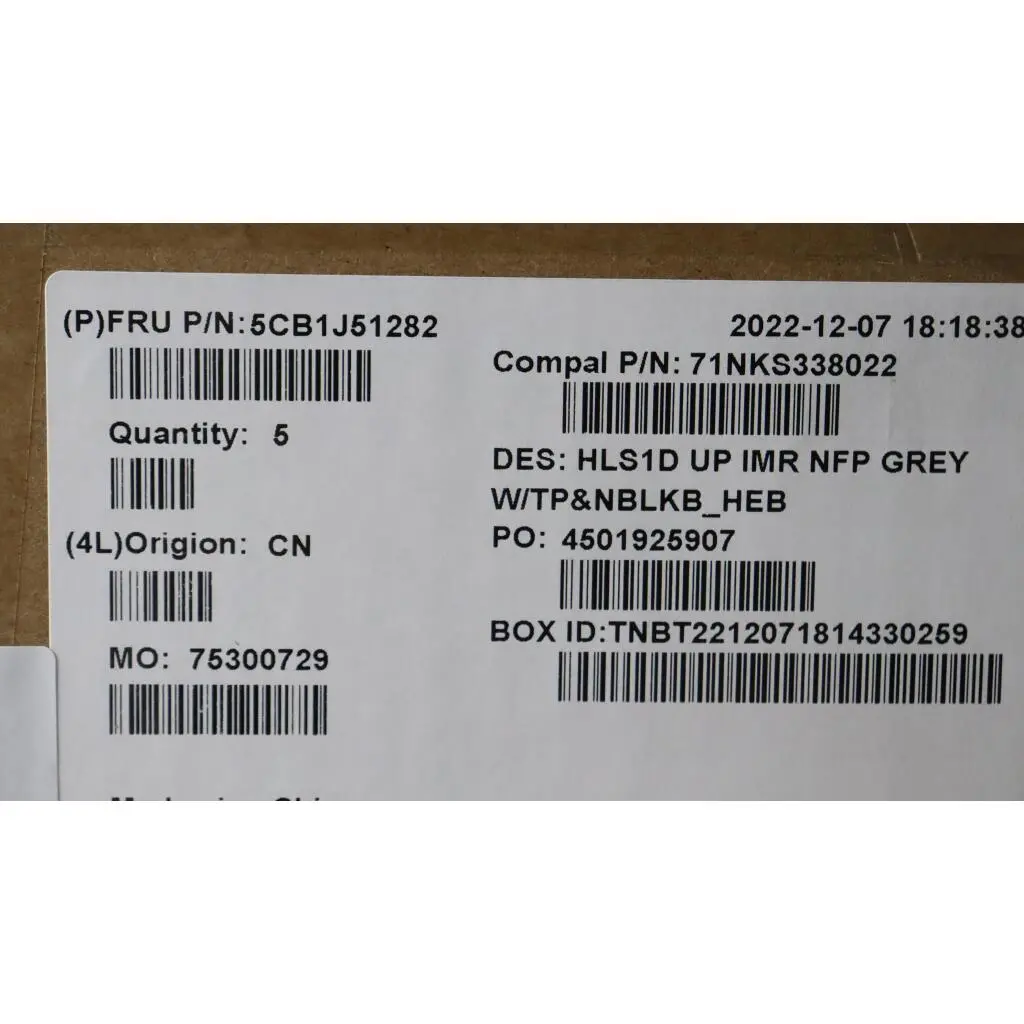 (P)FRU P/N:5CB1J51282
2022-12-07 18:18:38
Compal P/N: 71NKS338022
Quantity: 5
DES: HLS1D UP IMR NFP GREY
W/TP&NBLKB_HEB
(4L)Origion: CN
PO: 4501925907
BOX ID:TNBT2212071814330259
MO: 75300729